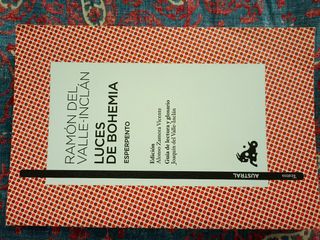 RAMÓN DEL
VALLE-INCLÁN
LUCES
DE BOHEMIA
ESPERPENTO
Edición
Alonso Zamora Vicente
Guía de lectura y glosario
Joaquín del Valle-Inclán
AUSTRAL
Teatro